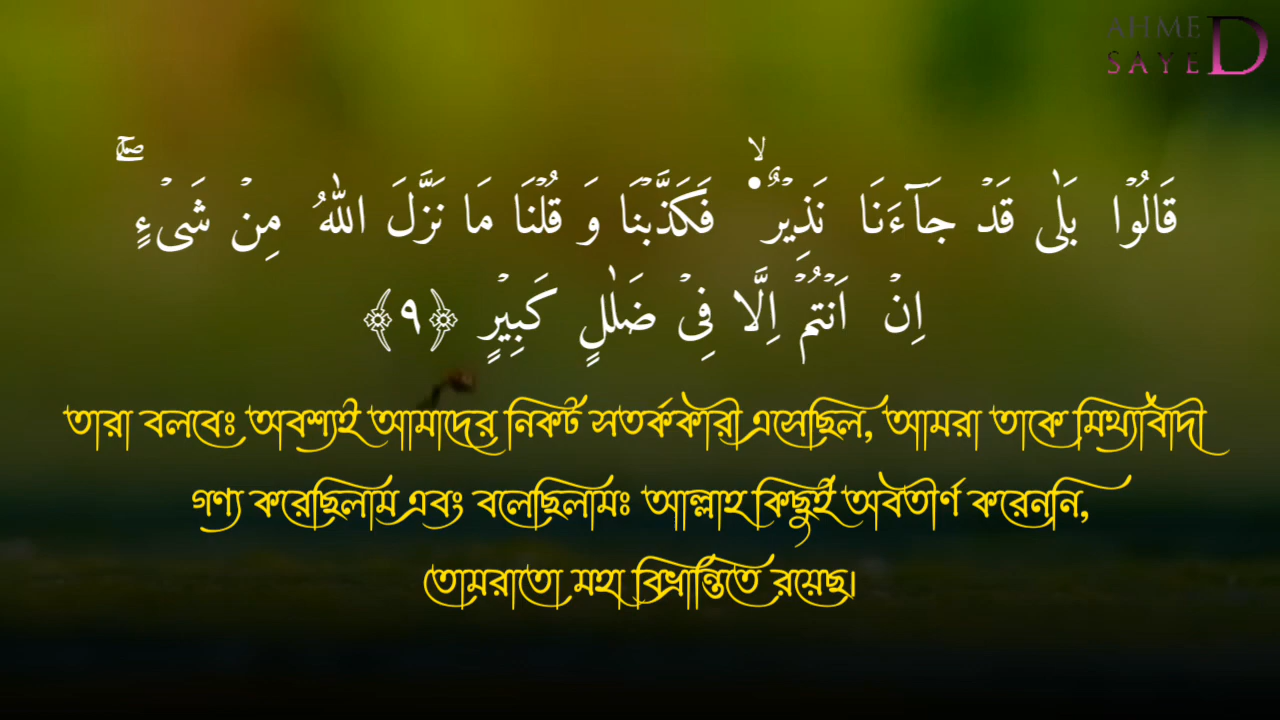 AHMED
SAYED
قَالُوۡا بَلٰى قَدۡ جَآءَنَا نَذِيۡرٌ ۙ فَكَذَّبۡنَا وَ قُلۡنَا مَا نَزَّلَ اللّٰهُ مِنۡ شَىۡءٍ ۖۚ
اِنۡ اَنۡتُمۡ اِلَّا فِىۡ ضَلٰلٍ كَبِيۡرٍ ﴿۹﴾
তারা বলবেঃ অবশ্যই আমাদের নিকট সতর্ককারী এসেছিল, আমরা তাকে মিথ্যাবাদী
গণ্য করেছিলাম এবং বলেছিলামঃ আল্লাহ কিছুই অবতীর্ণ করেননি,
তোমরাতো মহা বিভ্রান্তিতে রয়েছ।